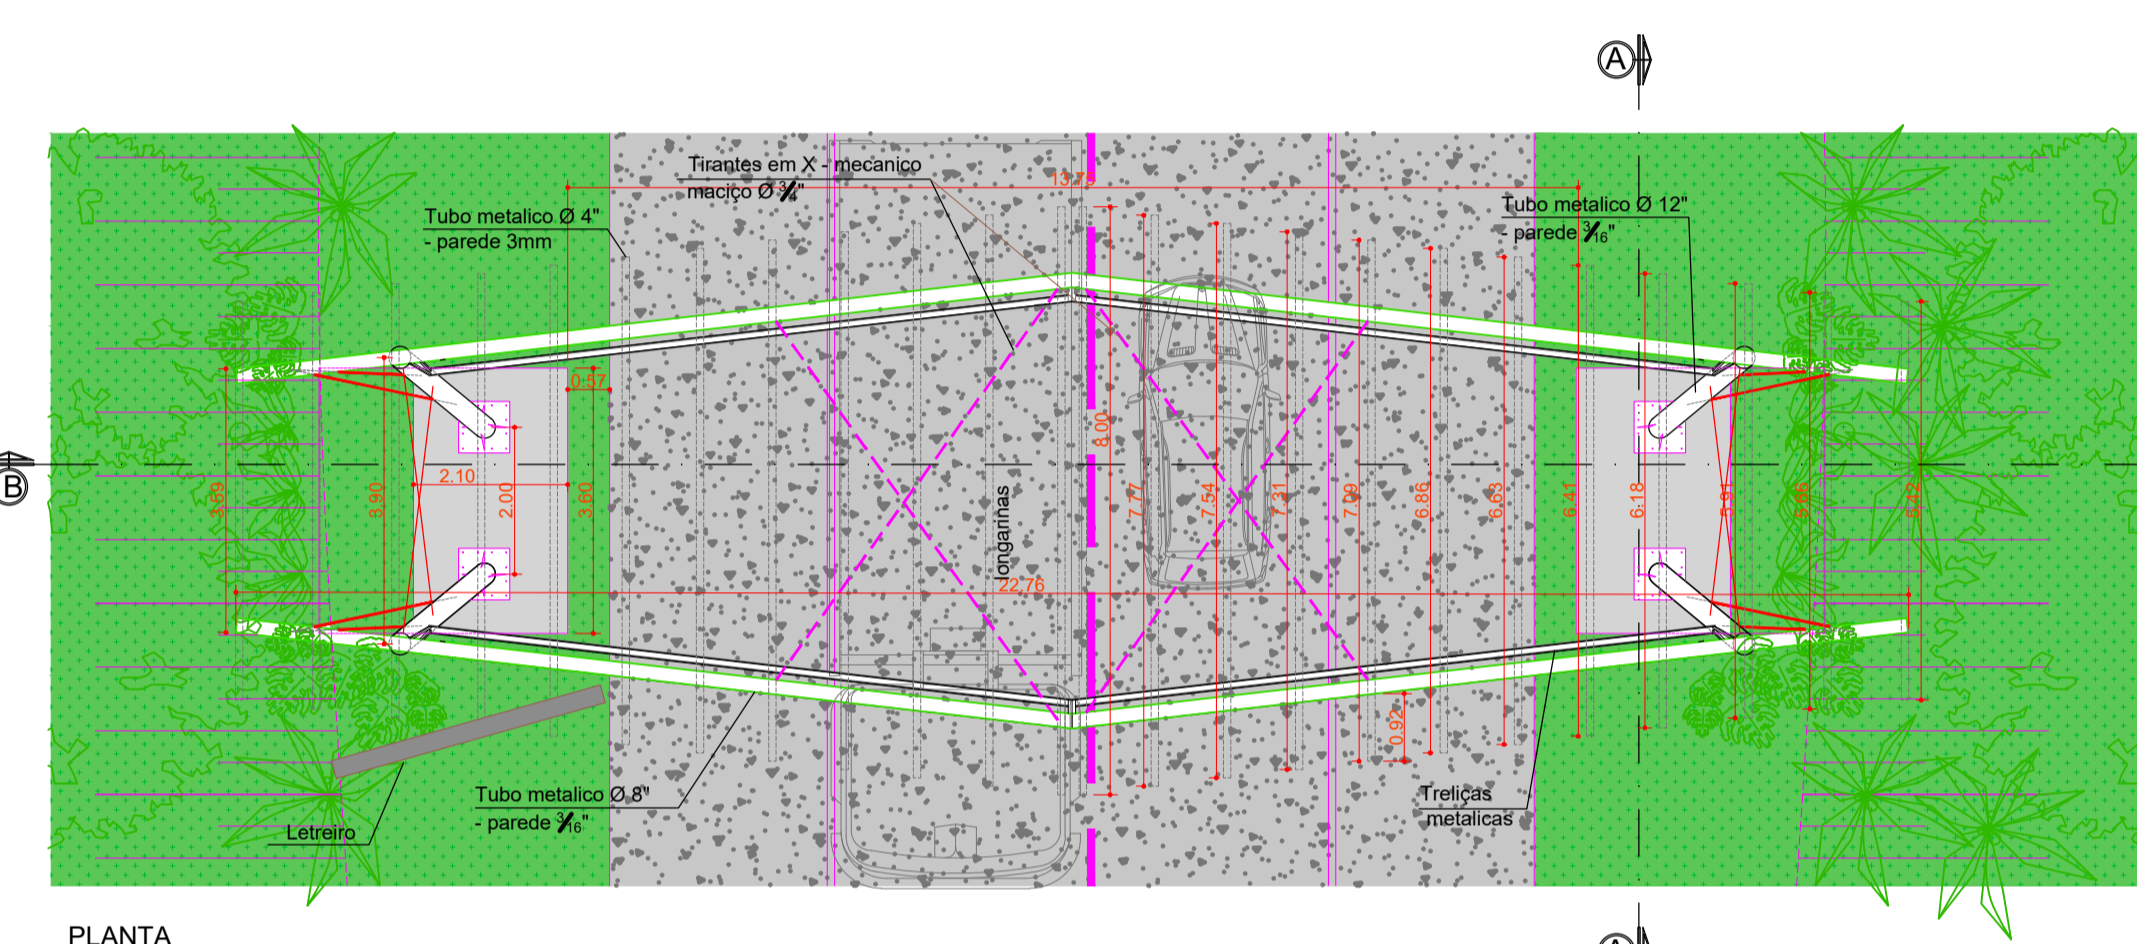 A
Tirantes em X - mecanico
maciço Ø 3/4"
13.79
Tubo metalico Ø 4"
- parede 3mm
Tubo metalico Ø 12"
- parede 3/16"
0.57
B
3.59
3.90
2.10
2.00
3.60
longarinas
8.00
7.77
7.54
7.31
7.09
6.86
6.63
6.41
6.18
5.91
5.66
5.42
22.76
0.92
Tubo metalico Ø 8"
- parede 3/16"
Letreiro
Treliças
metalicas
PLANTA
A